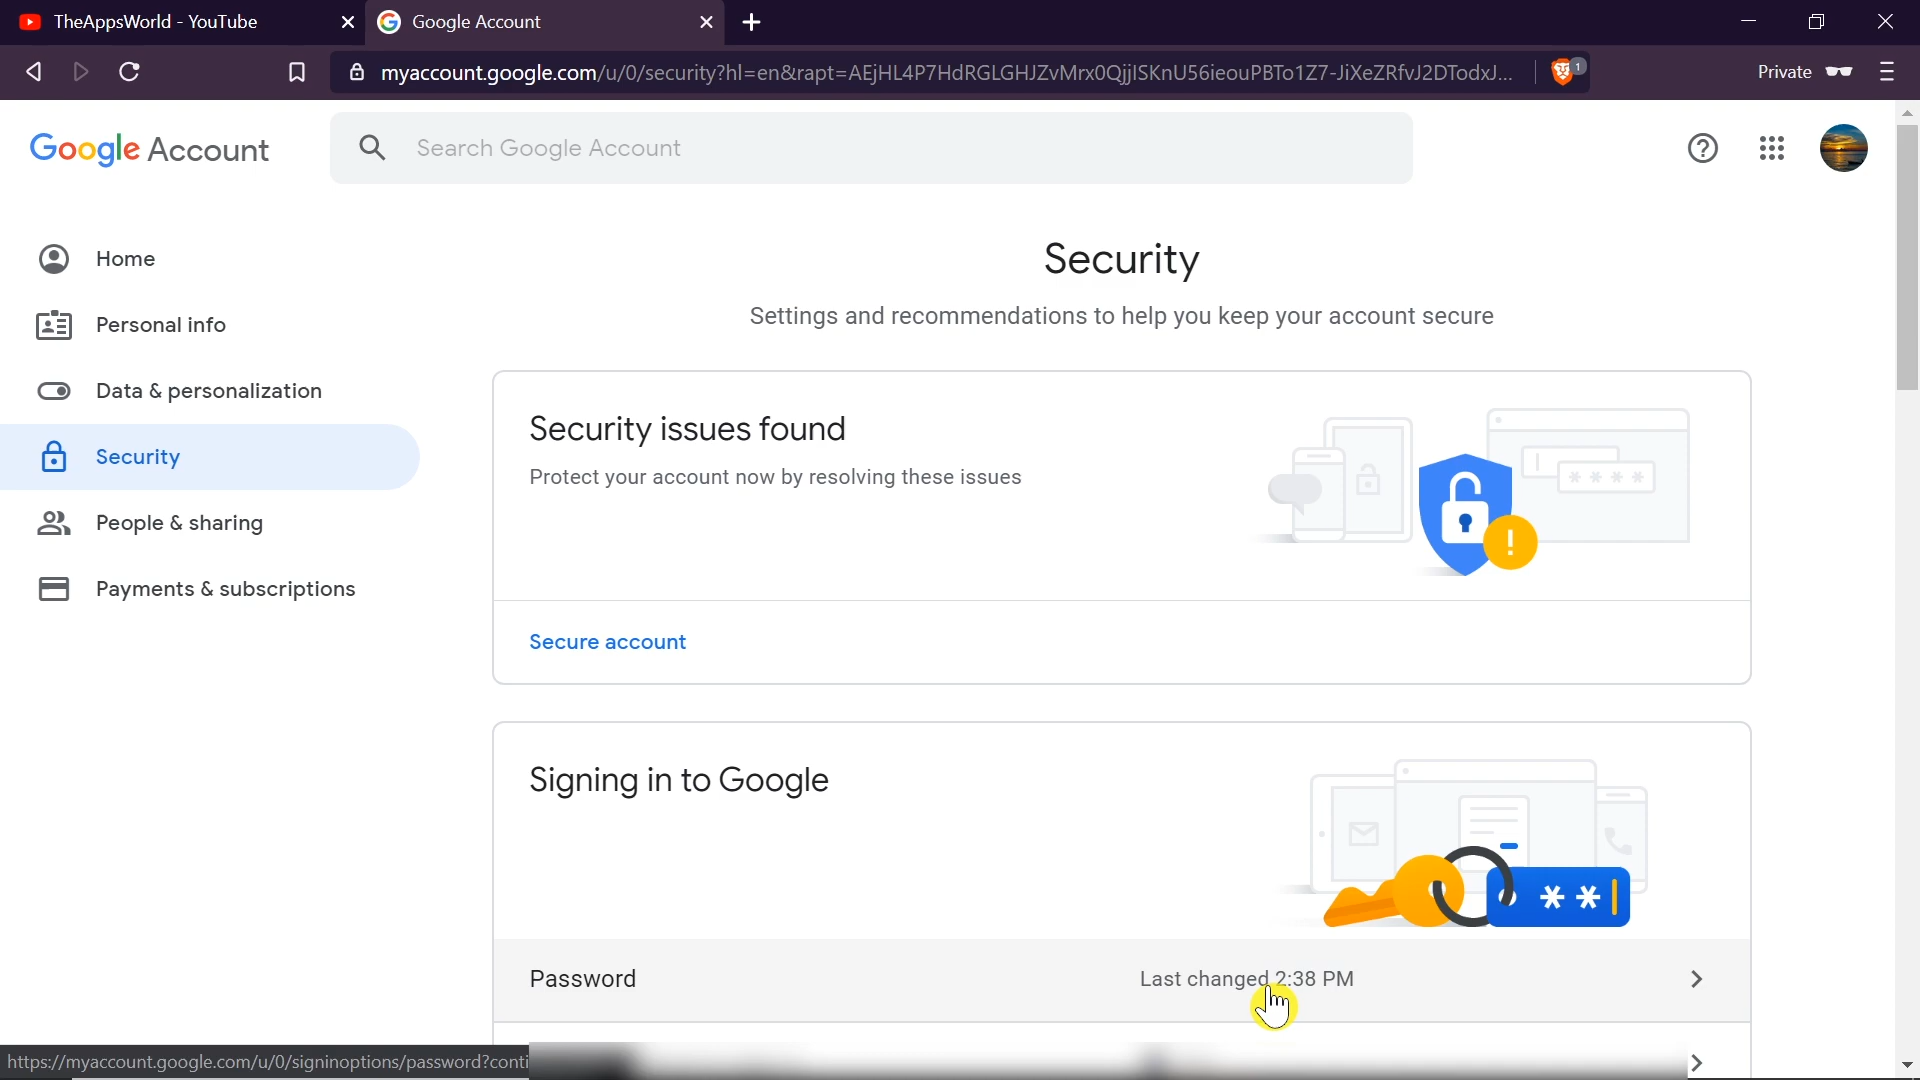 TheAppsWorld - YouTube
Google Account
myaccount.google.com/u/0/security?hl=en&rapt=AEjHL4P7HdRGLGHJZvMrx0QjjlSKnU56ieouPBTo1Z7-JiXeZRfvJ2DTodxJ...
1
Private
Google Account
Search Google Account
Home
Personal info
Data & personalization
Security
People & sharing
Payments & subscriptions
Security
Settings and recommendations to help you keep your account secure
Security issues found
Protect your account now by resolving these issues
Secure account
Signing in to Google
Password
Last changed 2:38 PM
https://myaccount.google.com/u/0/signinoptions/password?conti